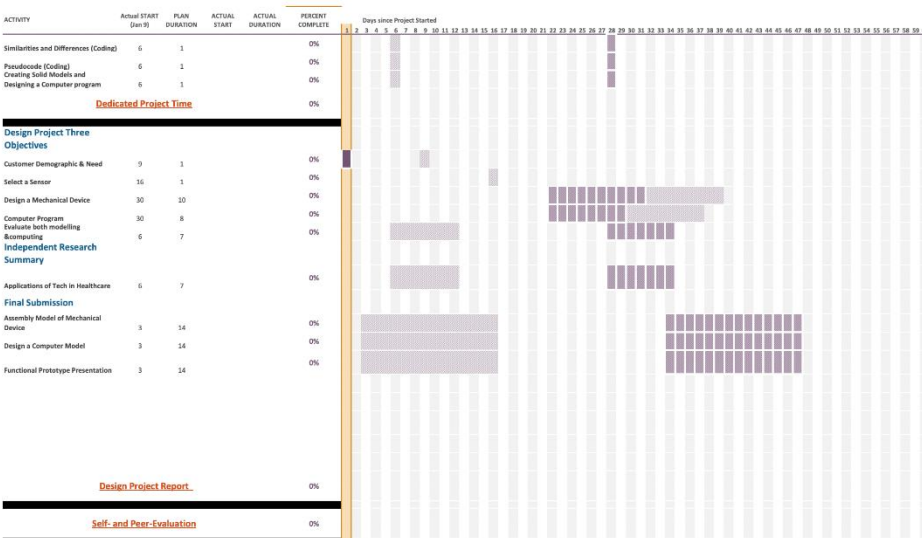 ACTIVITY Actual START (Jan 9) PLAN DURATION ACTUAL START ACTUAL DURATION PERCENT COMPLETE Days since Project Started
1 2 3 4 5 6 7 8 9 10 11 12 13 14 15 16 17 18 19 20 21 22 23 24 25 26 27 28 29 30 31 32 33 34 35 36 37 38 39 40 41 42 43 44 45 46 47 48 49 50 51 52 53 54 55 56 57 58 59
Similarities and Differences (Coding) 6 1 0%
Pseudocode (Coding) 6 1 0%
Creating Solid Models and
Designing a Computer program 6 1 0%
Dedicated Project Time 0%
Design Project Three
Objectives
Customer Demographic & Need 9 1 0%
Select a Sensor 16 1 0%
Design a Mechanical Device 30 10 0%
Computer Program 30 8 0%
Evaluate both modelling
&computing 6 7 0%
Independent Research
Summary
Applications of Tech in Healthcare 6 7 0%
Final Submission
Assembly Model of Mechanical
Device 3 14 0%
Design a Computer Model 3 14 0%
Functional Prototype Presentation 3 14 0%
Design Project Report 0%
Self- and Peer-Evaluation 0%